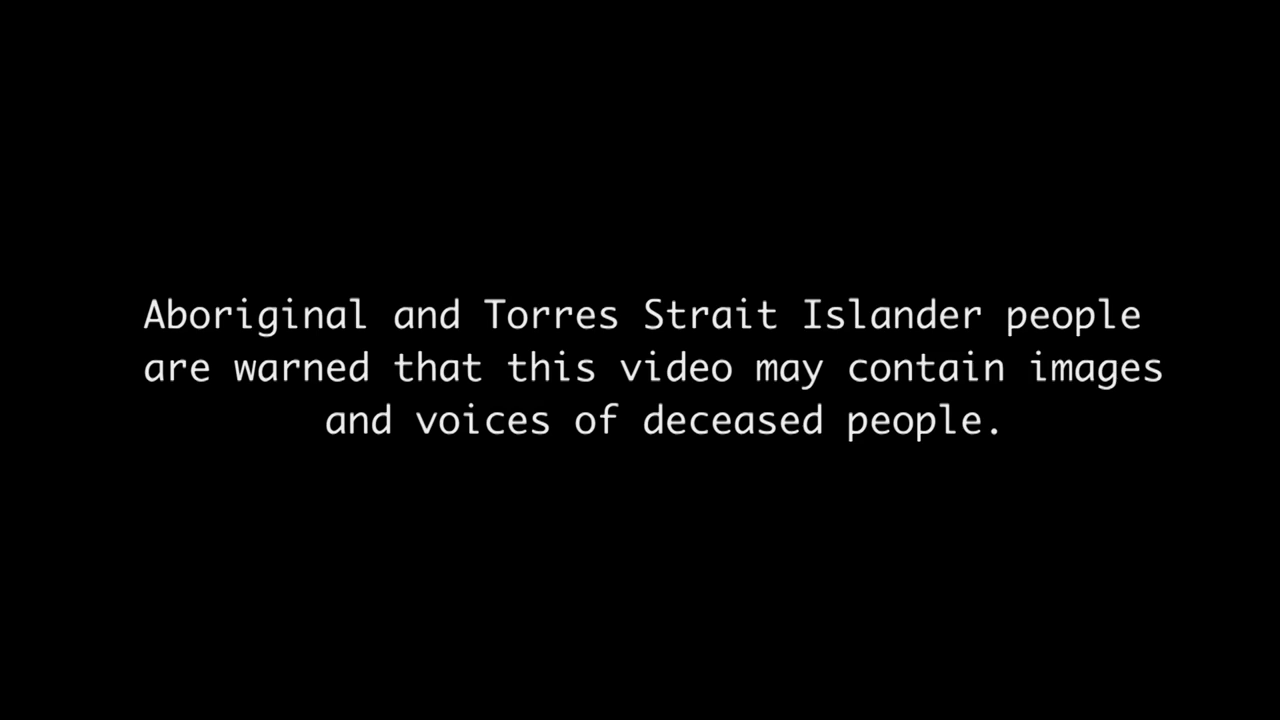 Aboriginal and Torres Strait Islander people
are warned that this video may contain images
and voices of deceased people.